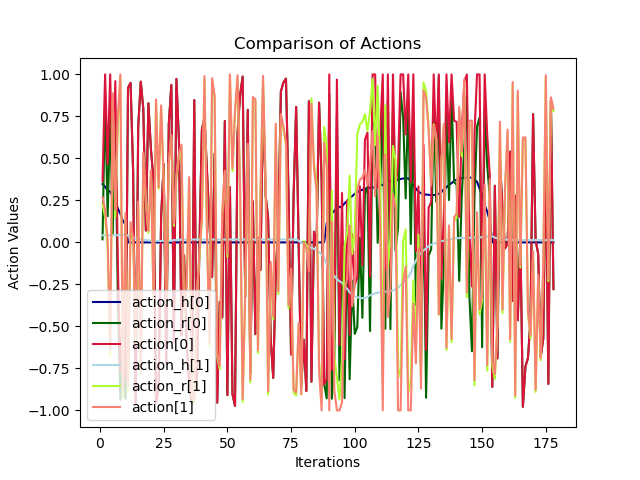 Comparison of Actions
Action Values
1.00
0.75
0.50
0.25
0.00
−0.25
−0.50
−0.75
−1.00
action_h[0]
action_r[0]
action[0]
action_h[1]
action_r[1]
action[1]
0
25
50
75
100
125
150
175
Iterations